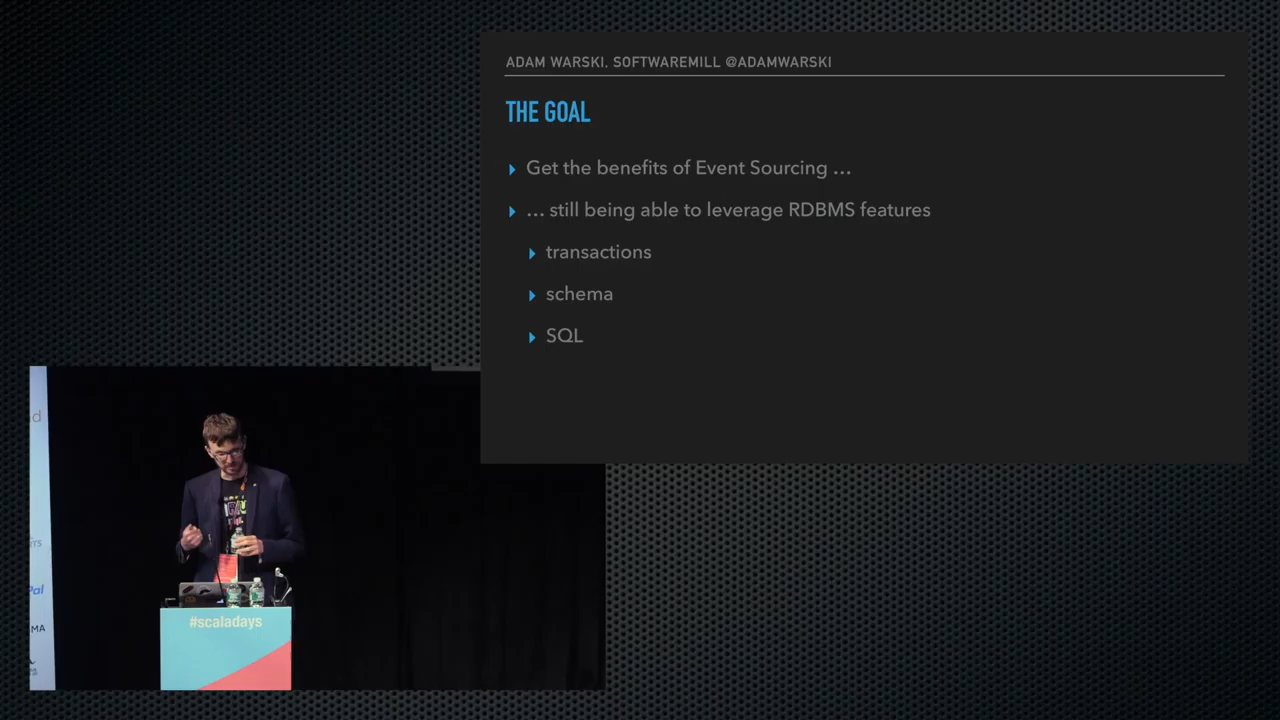 ADAM WARSKI, SOFTWAREMILL @ADAMWARSKI
THE GOAL
Get the benefits of Event Sourcing …
… still being able to leverage RDBMS features
transactions
schema
SQL
#scaladays